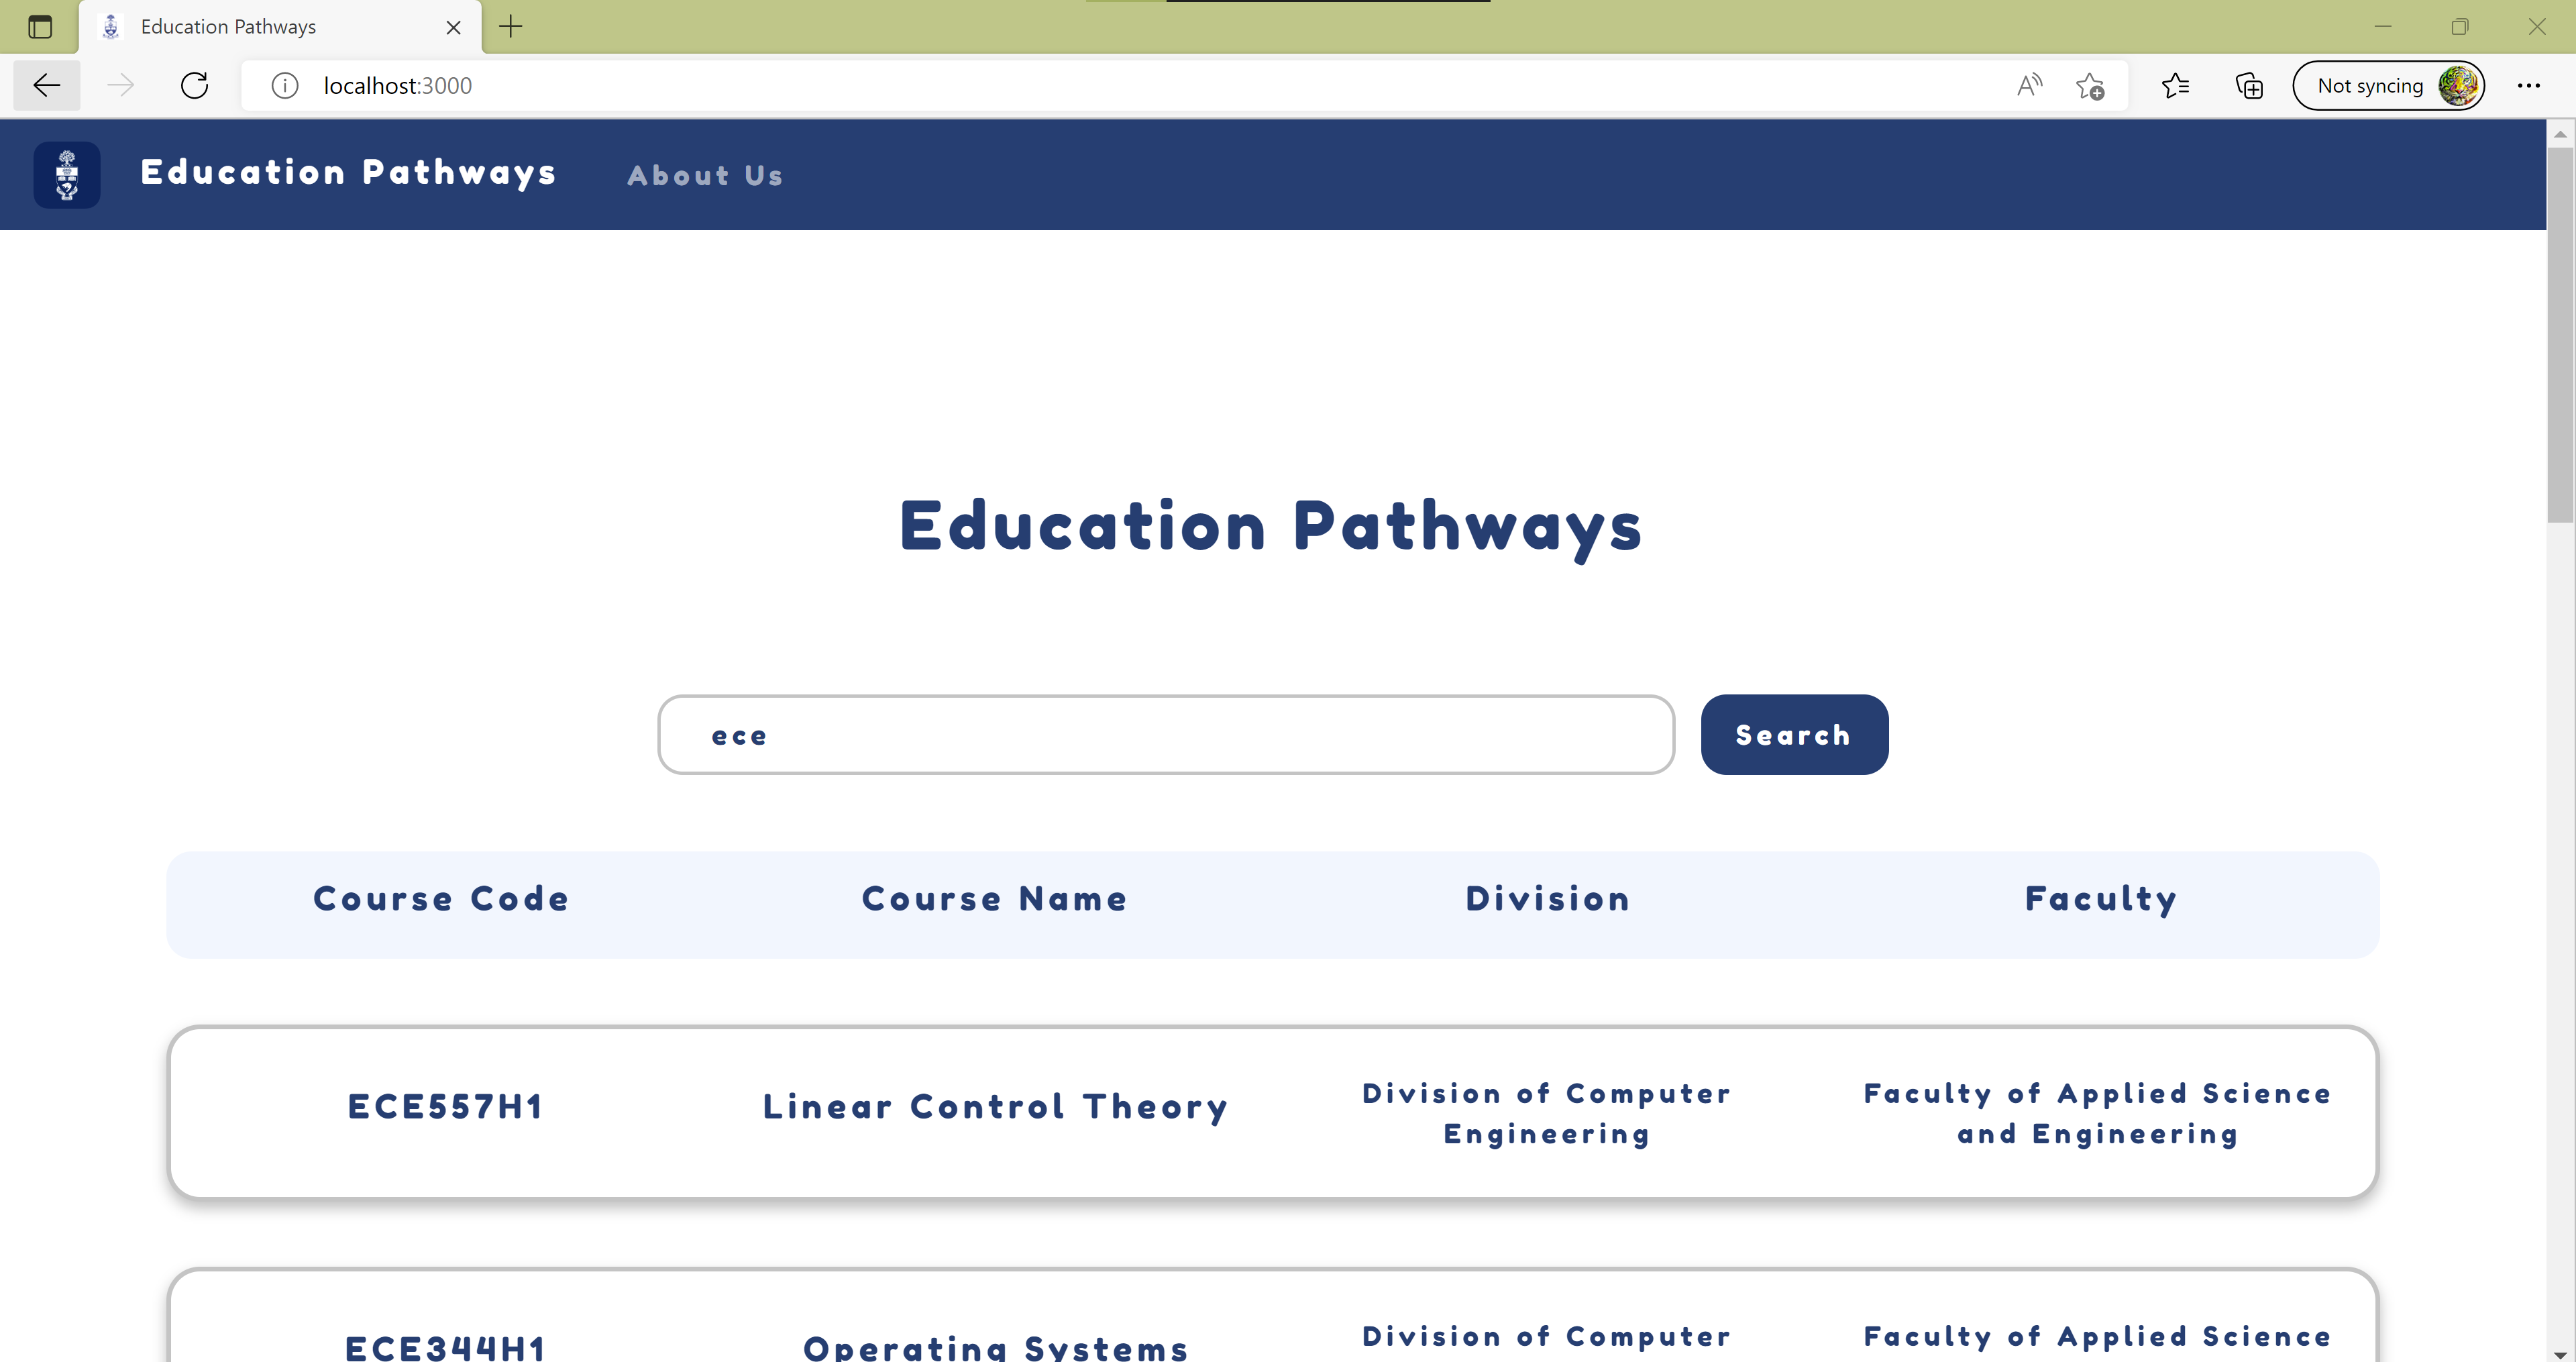 Education Pathways
localhost:3000
Not syncing
Education Pathways
About Us
Education Pathways
ece
Search
Course Code
Course Name
Division
Faculty
ECE557H1
Linear Control Theory
Division of Computer
Engineering
Faculty of Applied Science
and Engineering
ECE344H1
Operating Systems
Division of Computer
Faculty of Applied Science